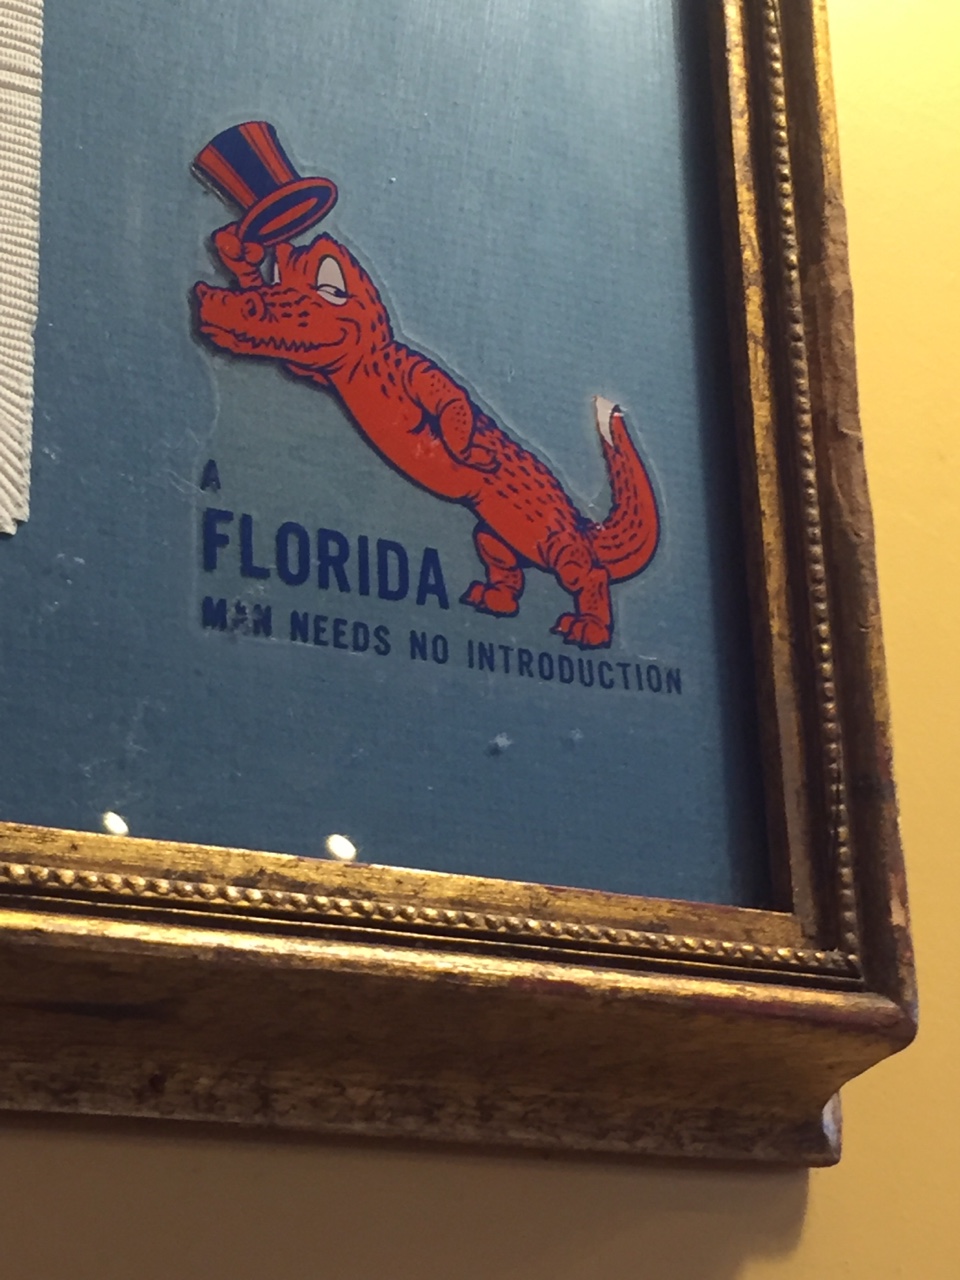 A
FLORIDA
MAN NEEDS NO INTRODUCTION